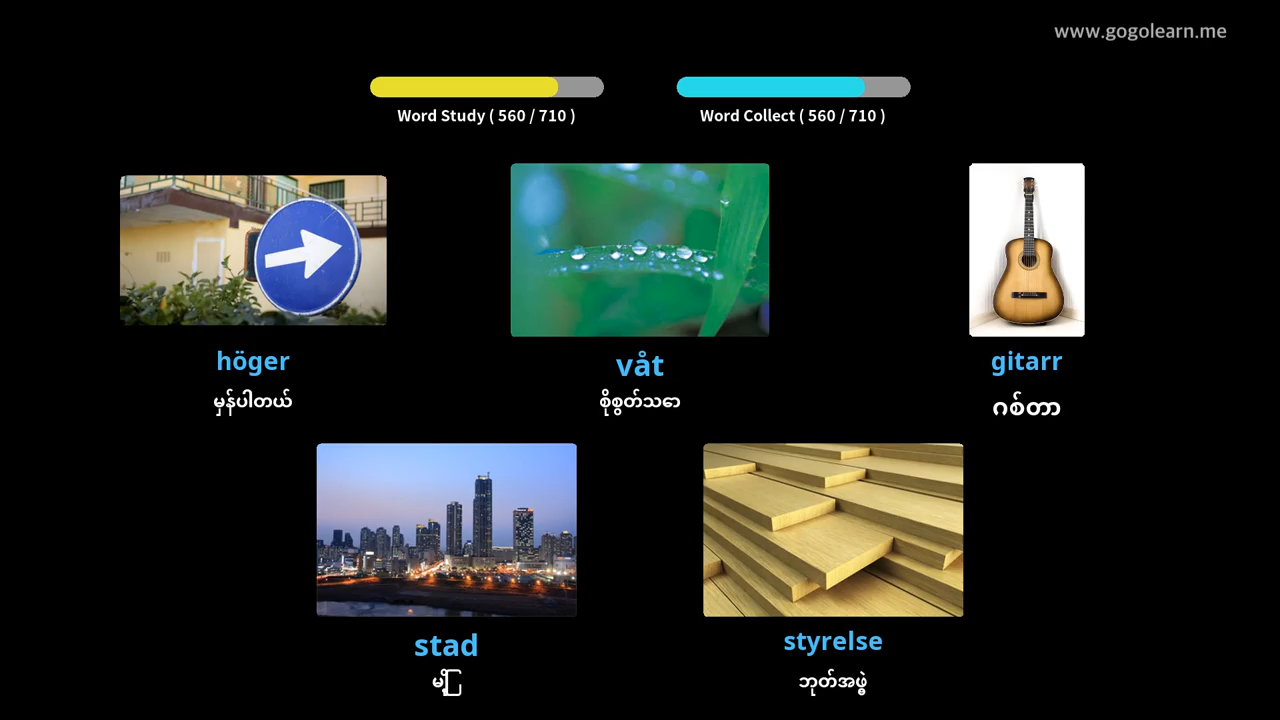 www.gogolearn.me
Word Study ( 560 / 710 )
Word Collect ( 560 / 710 )
höger
မှန်ပါတယ်
våt
စိုစွတ်သော
gitarr
ဂစ်တာ
stad
မြို့
styrelse
ဘုတ်အဖွဲ့